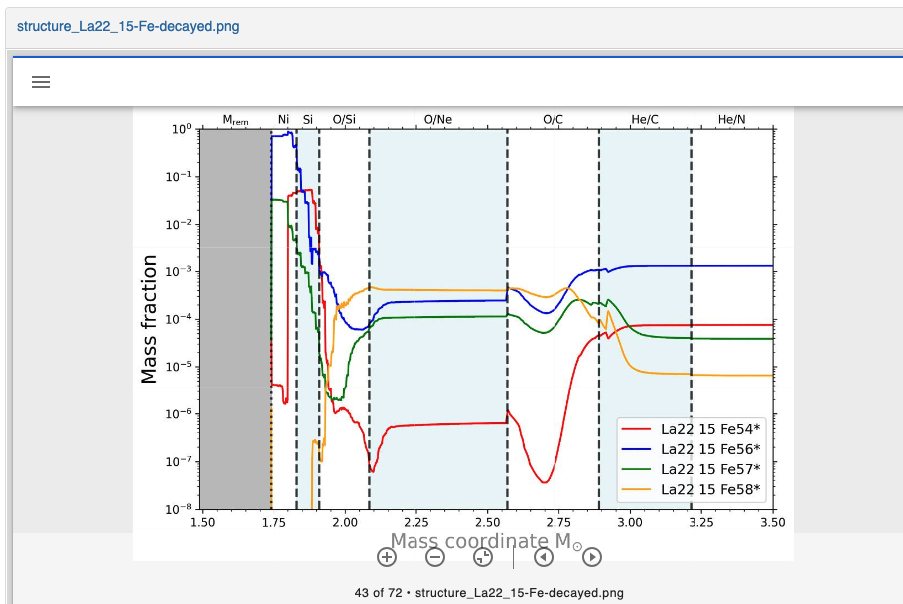 structure_La22_15-Fe-decayed.png
M_rem Ni Si O/Si O/Ne O/C He/C He/N
10⁰
10⁻¹
10⁻²
10⁻³
10⁻⁴
10⁻⁵
10⁻⁶
10⁻⁷
10⁻⁸
Mass fraction
La22 15 Fe54*
La22 15 Fe56*
La22 15 Fe57*
La22 15 Fe58*
1.50 1.75 2.00 2.25 2.50 2.75 3.00 3.25 3.50
Mass coordinate M☉
43 of 72 • structure_La22_15-Fe-decayed.png